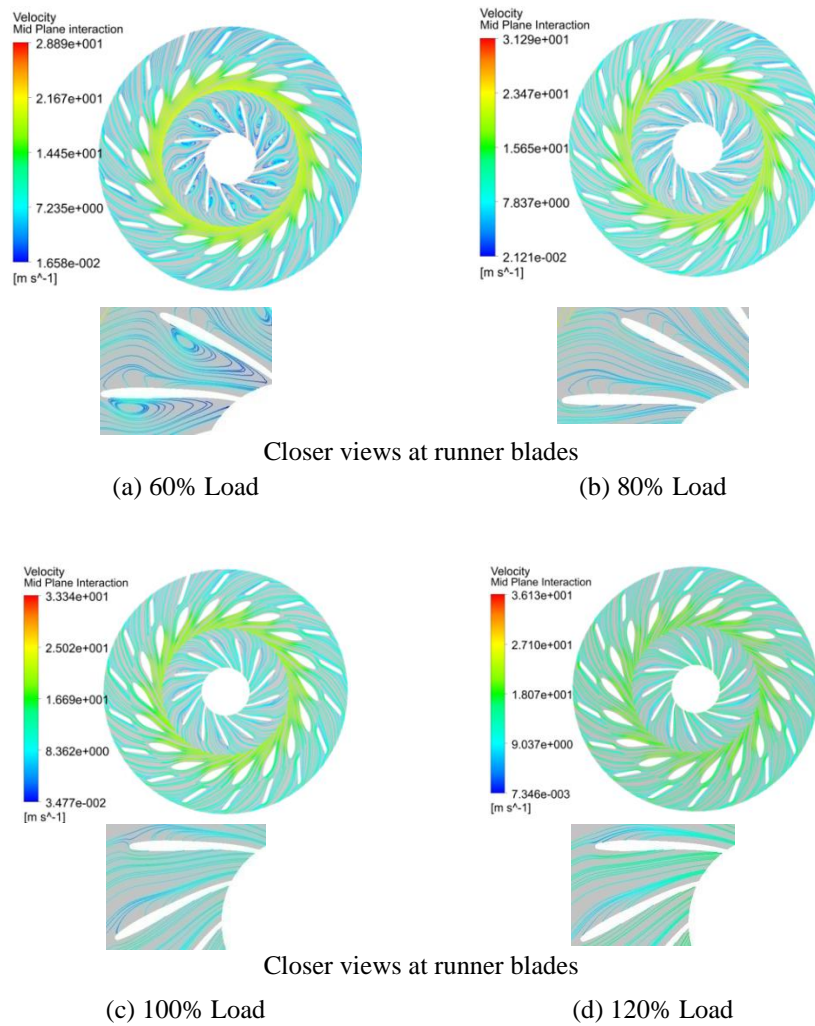 Velocity
Mid Plane interaction
2.889e+001
2.167e+001
1.445e+001
7.235e+000
1.658e-002
[m s^-1]
Velocity
Mid Plane Interaction
3.129e+001
2.347e+001
1.565e+001
7.837e+000
2.121e-002
[m s^-1]
Closer views at runner blades
(a) 60% Load
(b) 80% Load
Velocity
Mid Plane Interaction
3.334e+001
2.502e+001
1.669e+001
8.362e+000
3.477e-002
[m s^-1]
Velocity
Mid Plane Interaction
3.613e+001
2.710e+001
1.807e+001
9.037e+000
7.346e-003
[m s^-1]
Closer views at runner blades
(c) 100% Load
(d) 120% Load